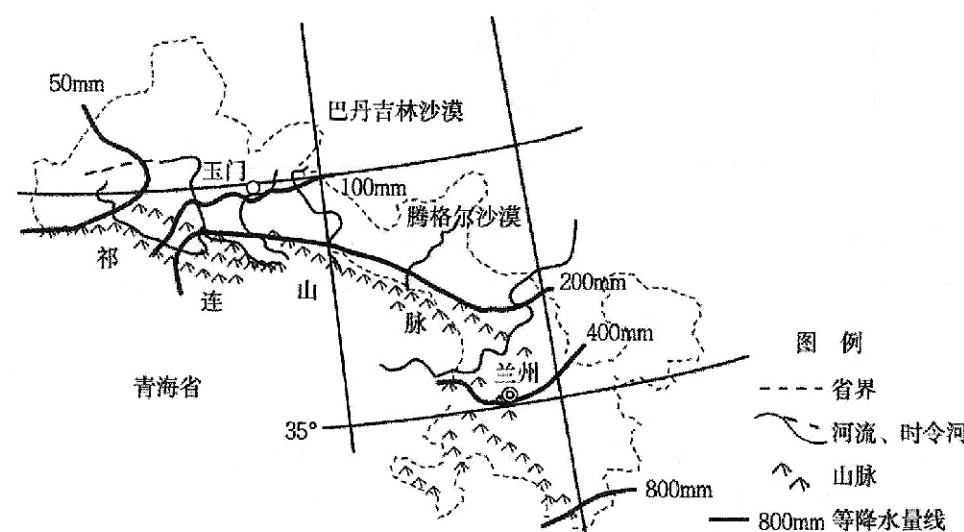 50mm
巴丹吉林沙漠
玉门
100mm
腾格尔沙漠
祁
连
山
脉
200mm
400mm
兰州
青海省
35°
800mm
图 例
省界
河流、时令河
山脉
800mm 等降水量线